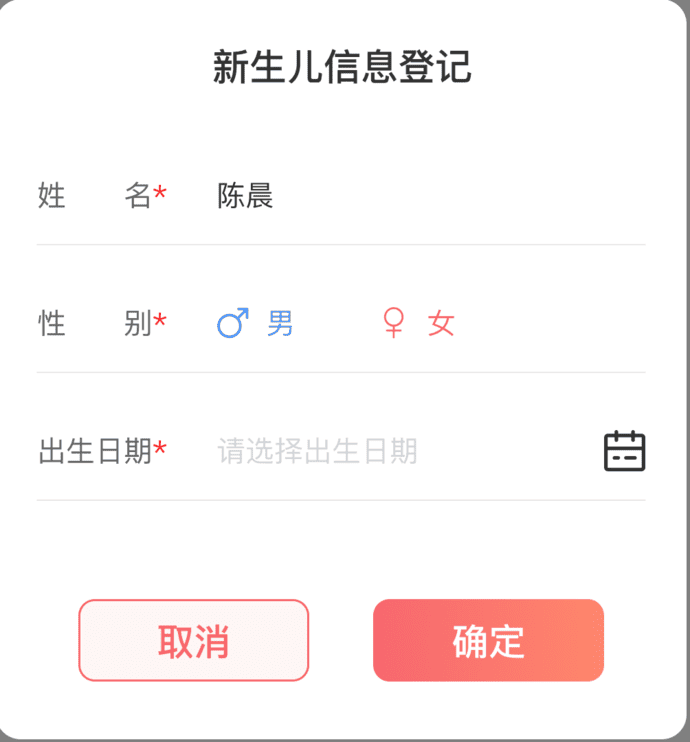 新生儿信息登记
姓 名* 陈晨
性 别* ♂ 男 ♀ 女
出生日期* 请选择出生日期
取消 确定